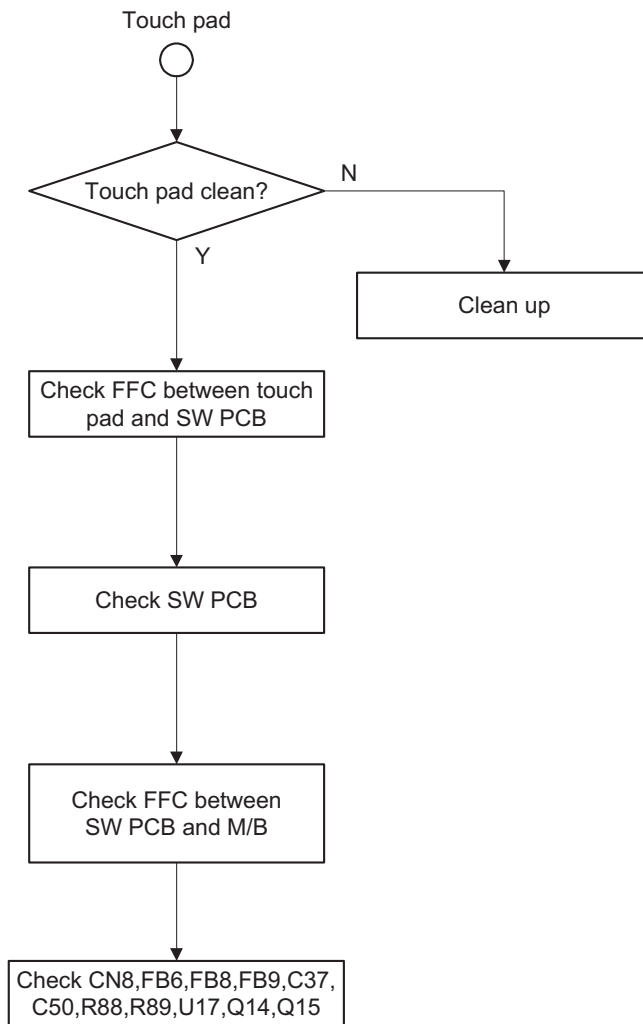 Touch pad
Touch pad clean?
N
Y
Clean up
Check FFC between touch
pad and SW PCB
Check SW PCB
Check FFC between
SW PCB and M/B
Check CN8,FB6,FB8,FB9,C37,
C50,R88,R89,U17,Q14,Q15